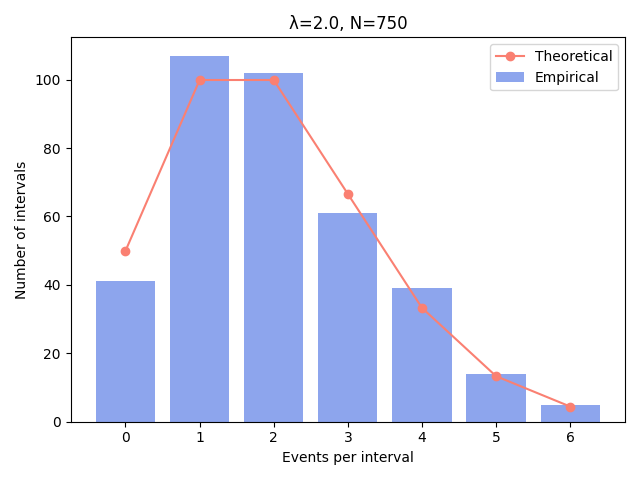 λ=2.0, N=750
Theoretical
Empirical
Number of intervals
100
80
60
40
20
0
0 1 2 3 4 5 6
Events per interval